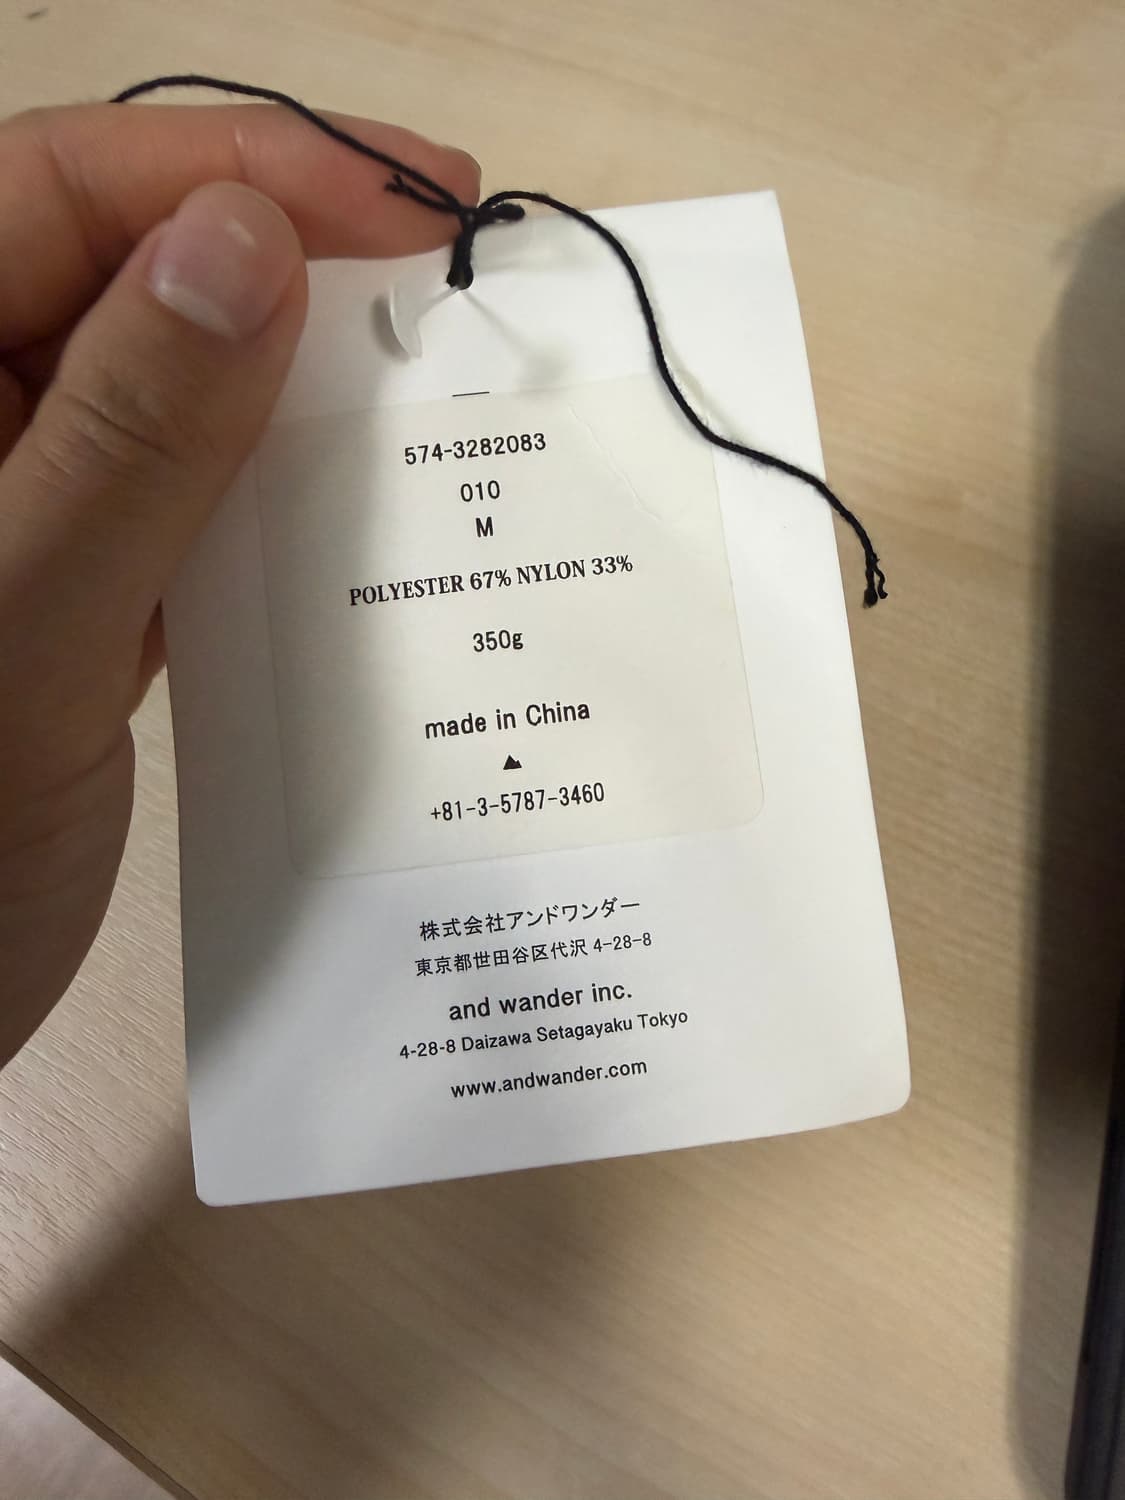 574-3282083
010
M
POLYESTER 67% NYLON 33%
350g
made in China
+81-3-5787-3460
株式会社アンドワンダー
東京都世田谷区代沢 4-28-8
and wander inc.
4-28-8 Daizawa Setagayaku Tokyo
www.andwander.com